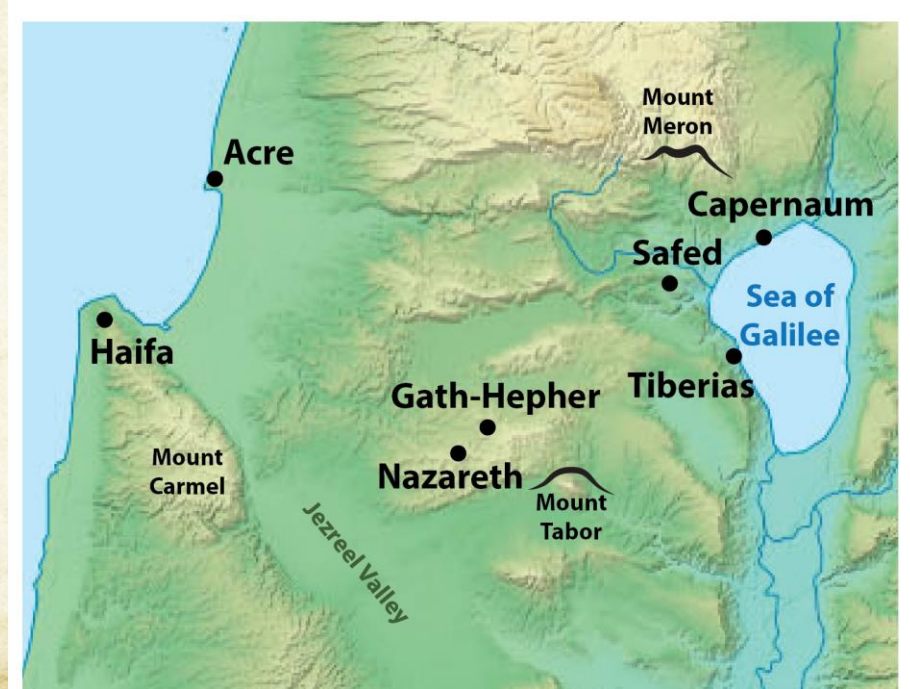 Mount
Meron
Acre
Capernaum
Safed
Sea of
Galilee
Haifa
Tiberias
Gath-Hepher
Nazareth
Mount
Carmel
Mount
Tabor
Jezreel Valley